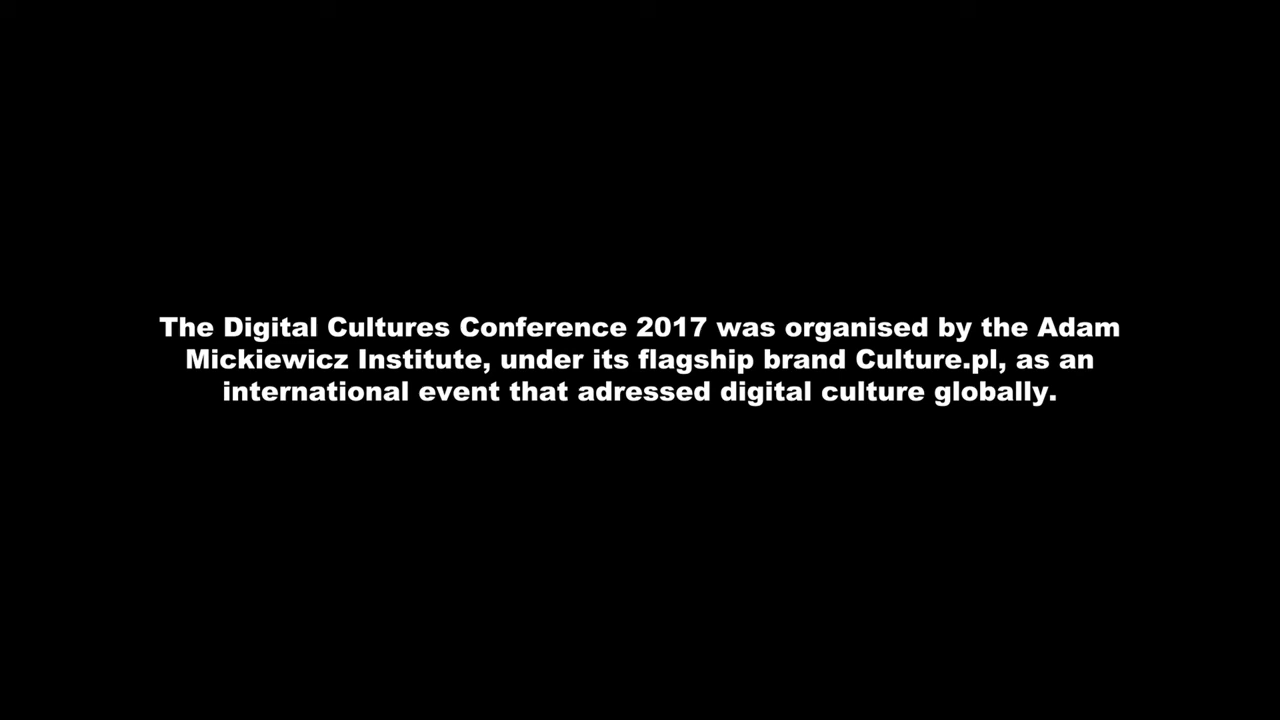 The Digital Cultures Conference 2017 was organised by the Adam
Mickiewicz Institute, under its flagship brand Culture.pl, as an
international event that adressed digital culture globally.